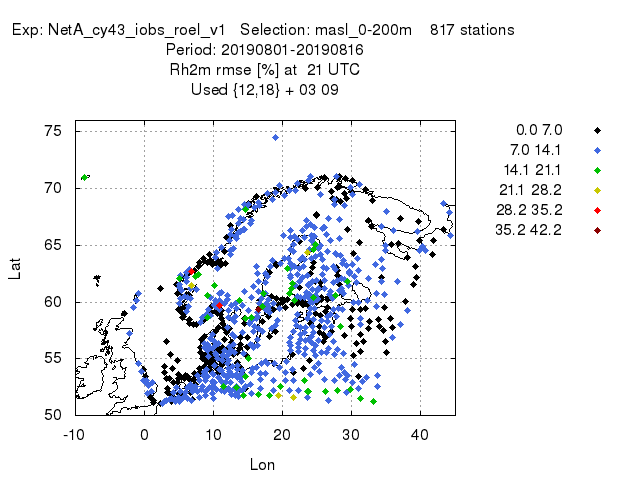 Exp: NetA_cy43_iobs_roel_v1   Selection: masl_0-200m    817 stations
Period: 20190801-20190816
Rh2m rmse [%] at  21 UTC
Used {12,18} + 03 09
75
70
65
60
55
50
Lat
-10 0 10 20 30 40
Lon
0.0 7.0
7.0 14.1
14.1 21.1
21.1 28.2
28.2 35.2
35.2 42.2